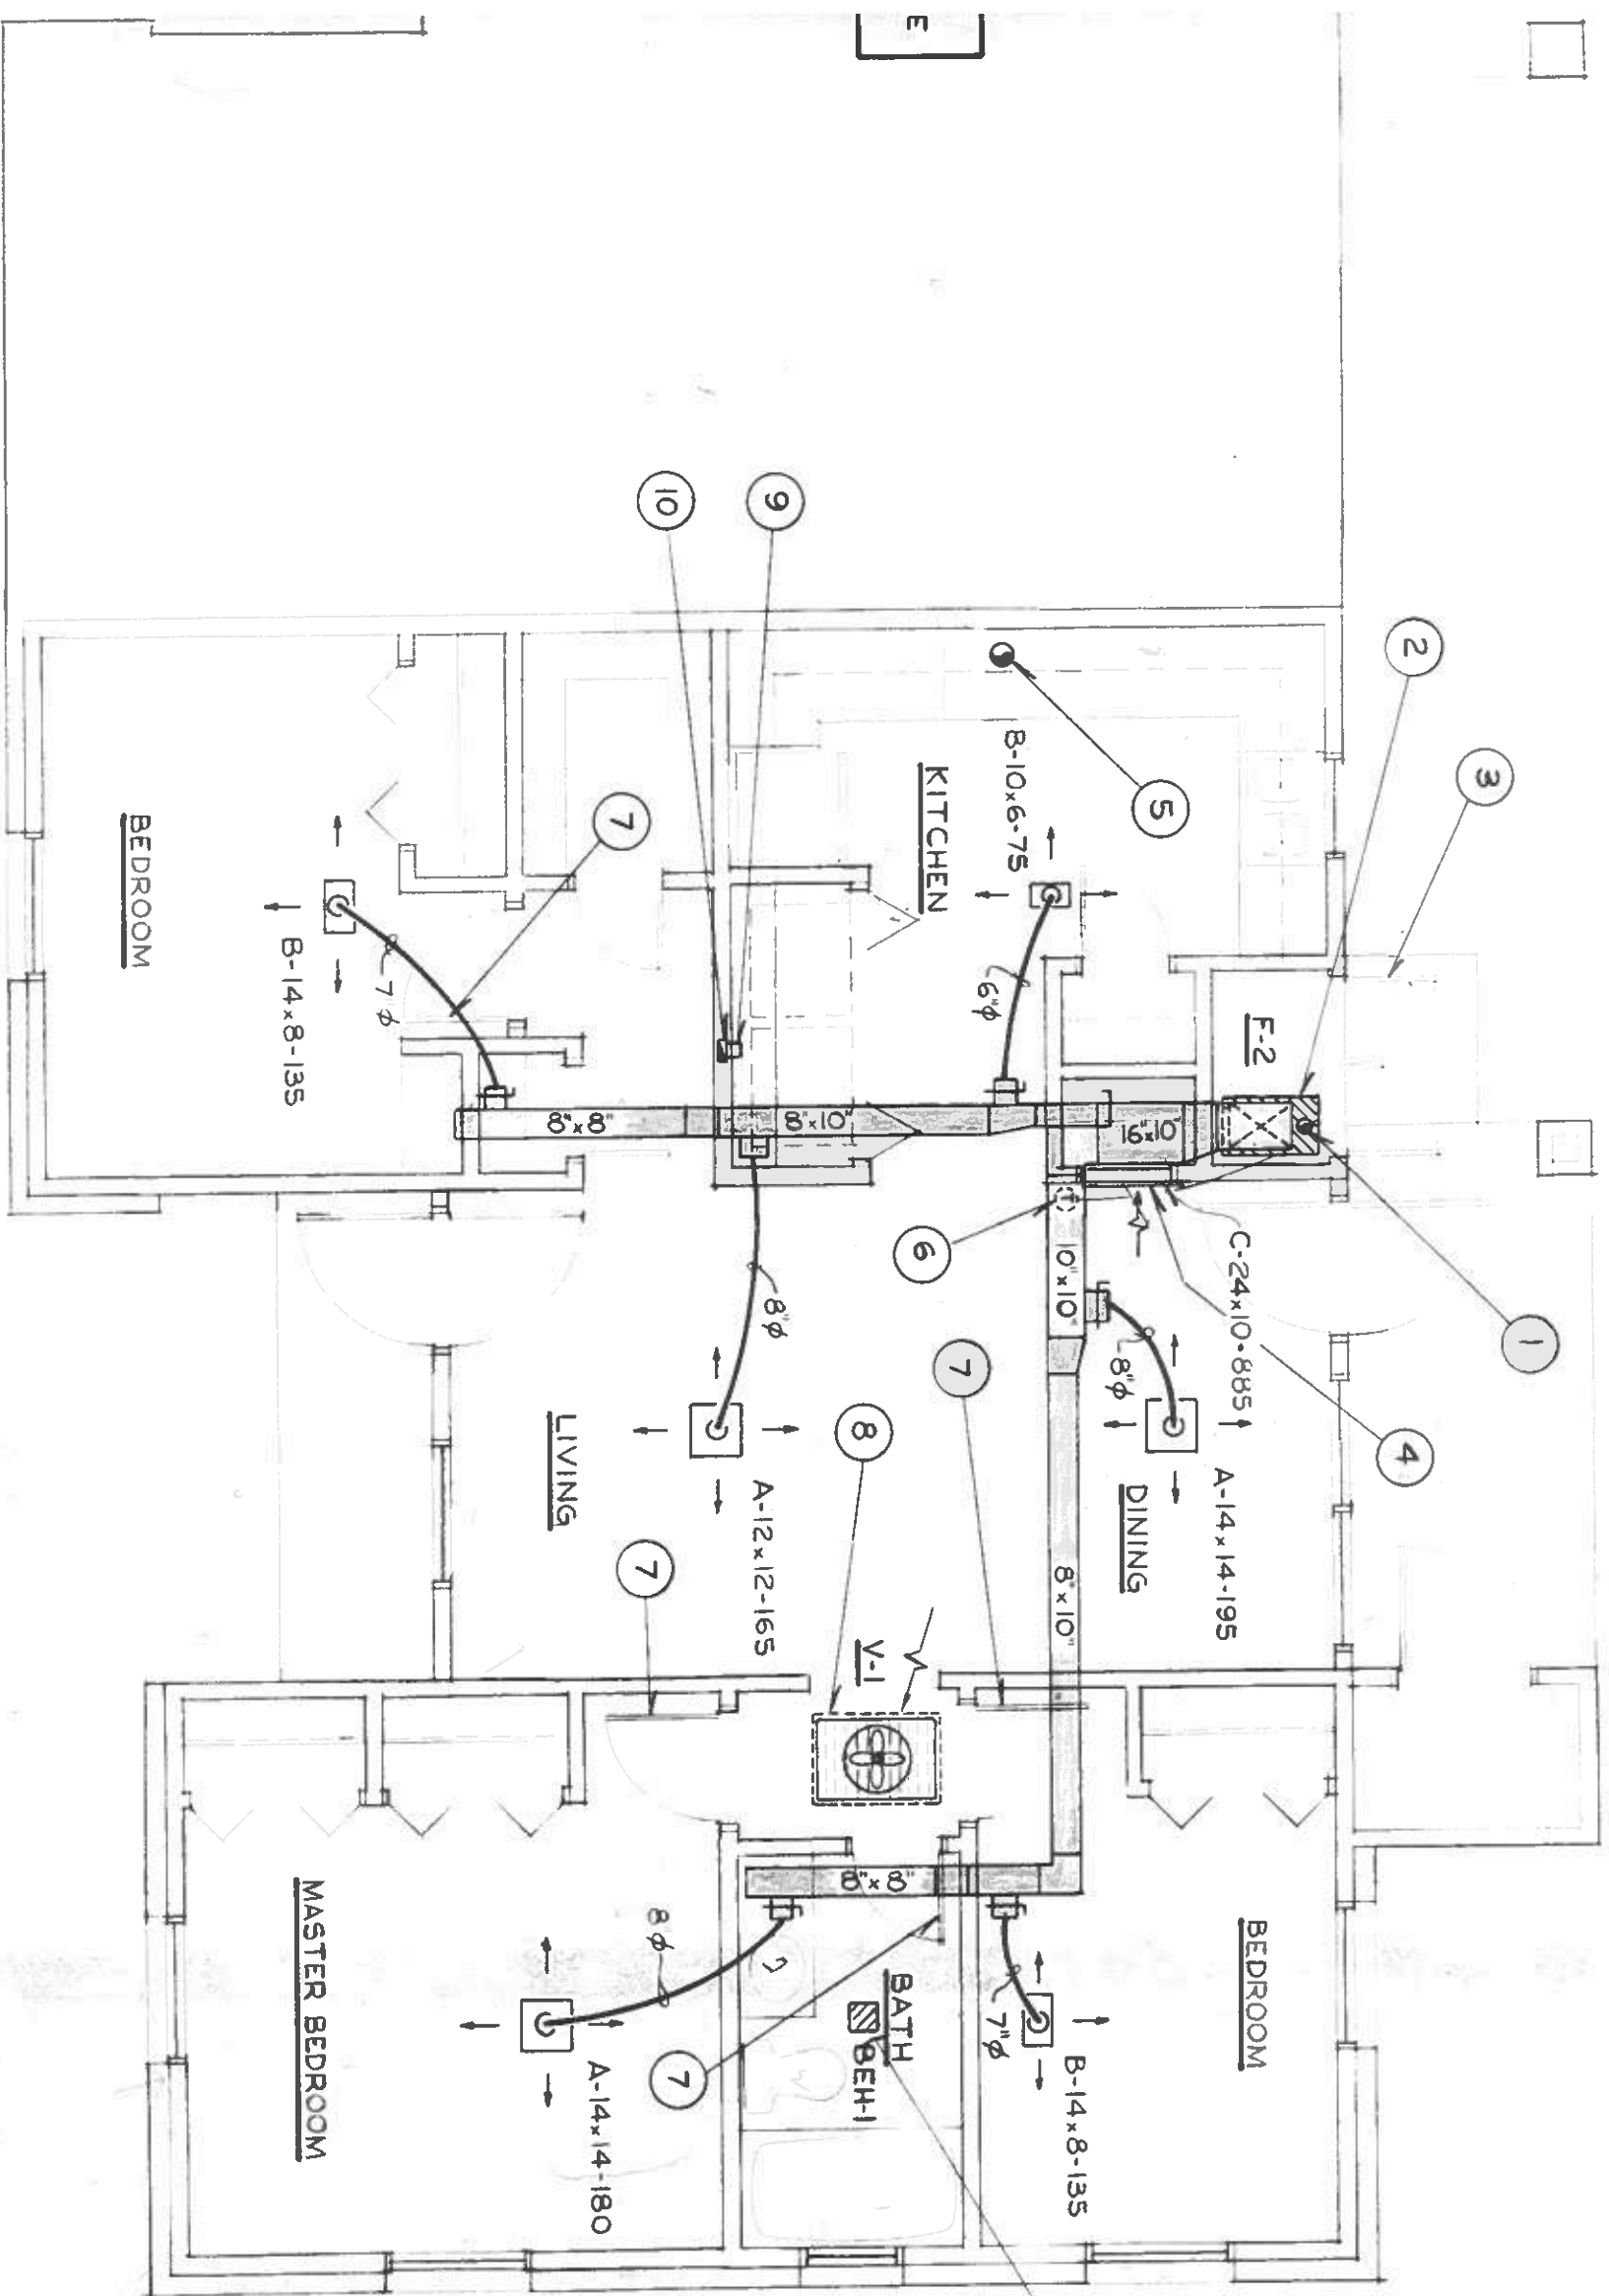 E
2
3
10
9
5
1
4
B-10x6-75
KITCHEN
7
BEDROOM
B-14x8-135
7"φ
6"φ
F-2
8"x8"
8"x10"
16"x10"
6
10"x10"
C-24x10-885
8"φ
8"φ
7
8
LIVING
A-12x12-165
DINING
A-14x14-195
7
V-1
8"x10"
8"x8"
MASTER BEDROOM
8"φ
A-14x14-180
7
BATH
BEH-1
7"φ
B-14x8-135
BEDROOM